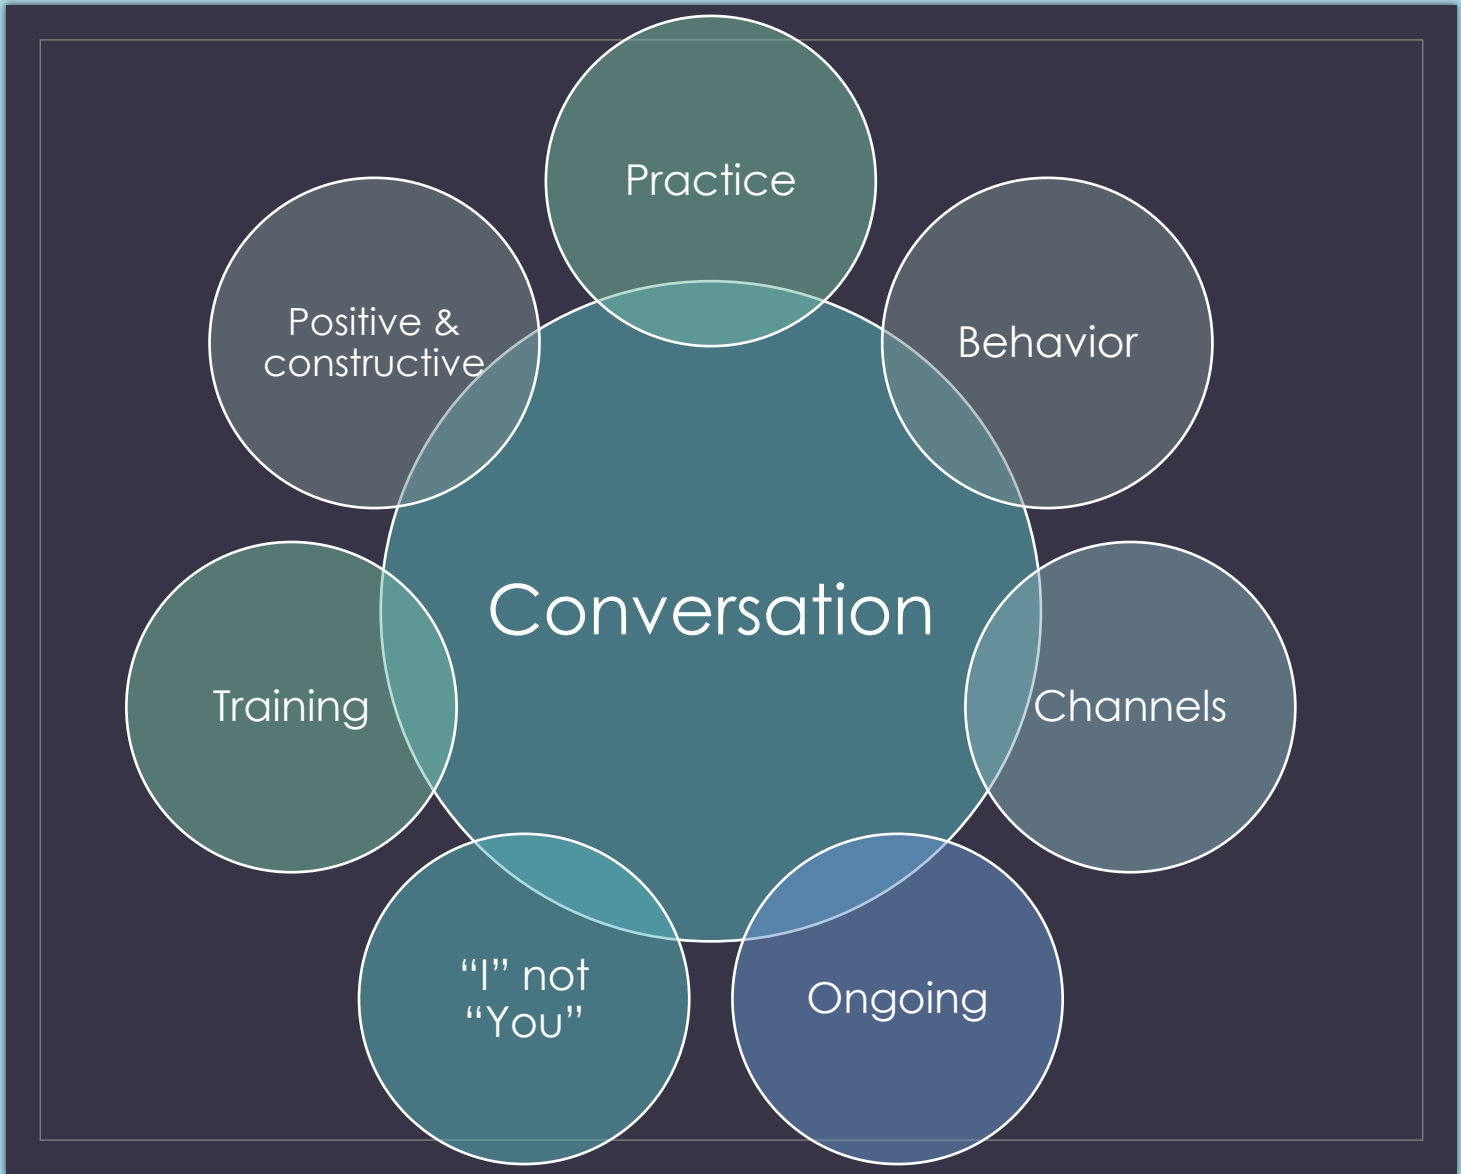 Practice
Positive &
constructive
Behavior
Conversation
Training
Channels
“I” not
“You”
Ongoing